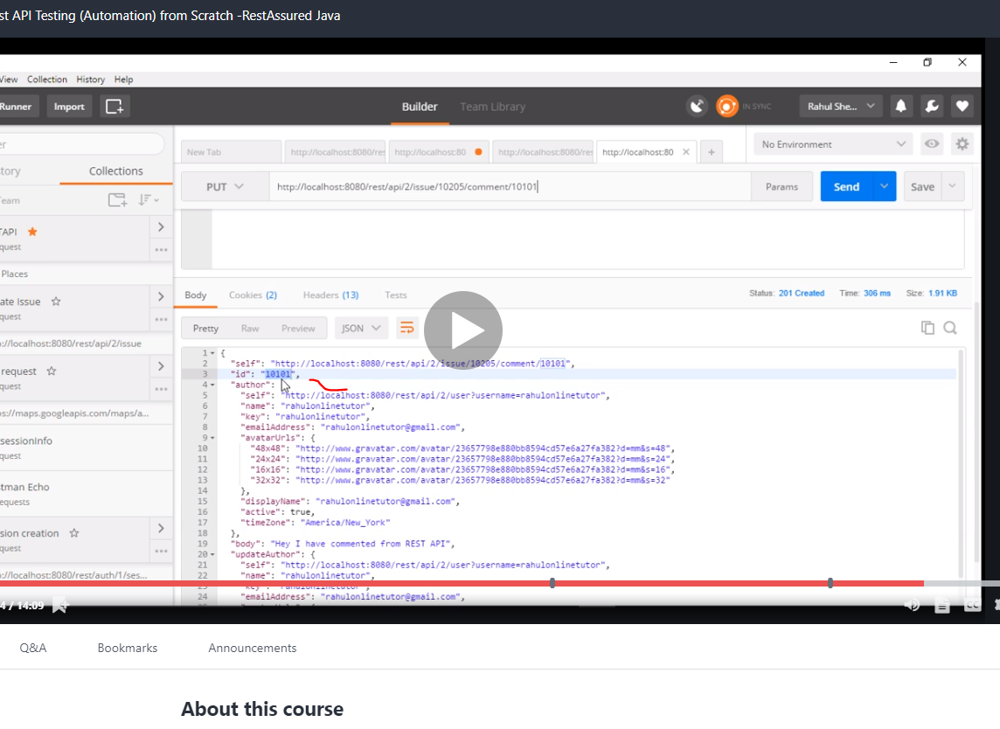 st API Testing (Automation) from Scratch -RestAssured Java
View Collection History Help
Runner Import Builder Team Library IN SYNC Rahul She...
er
New Tab http://localhost:8080/res http://localhost:80 http://localhost:8080/res http://localhost:80 × + No Environment
tory Collections
PUT http://localhost:8080/rest/api/2/issue/10205/comment/10101 Params Send Save
eam
TAPI
quest
Places
ate Issue
quest
://localhost:8080/rest/api/2/issue
request
quest
s://maps.googleapis.com/maps/a...
sessionInfo
quest
tman Echo
equests
sion creation
quest
://localhost:8080/rest/auth/1/ses...
Body Cookies (2) Headers (13) Tests Status: 201 Created Time: 306 ms Size: 1.91 KB
Pretty Raw Preview JSON
1 {
2 "self": "http://localhost:8080/rest/api/2/issue/10205/comment/10101",
3 "id": "10101",
4 "author":
5 "self": "http://localhost:8080/rest/api/2/user?username=rahulonlinetutor",
6 "name": "rahulonlinetutor",
7 "key": "rahulonlinetutor",
8 "emailAddress": "rahulonlinetutor@gmail.com",
9 "avatarUrls": {
10 "48x48": "http://www.gravatar.com/avatar/23657798e880bb8594cd57e6a27fa382?d=mm&s=48",
11 "24x24": "http://www.gravatar.com/avatar/23657798e880bb8594cd57e6a27fa382?d=mm&s=24",
12 "16x16": "http://www.gravatar.com/avatar/23657798e880bb8594cd57e6a27fa382?d=mm&s=16",
13 "32x32": "http://www.gravatar.com/avatar/23657798e880bb8594cd57e6a27fa382?d=mm&s=32"
14 },
15 "displayName": "rahulonlinetutor@gmail.com",
16 "active": true,
17 "timeZone": "America/New_York"
18 },
19 "body": "Hey I have commented from REST API",
20 "updateAuthor": {
21 "self": "http://localhost:8080/rest/api/2/user?username=rahulonlinetutor",
22 "name": "rahulonlinetutor",
23 "key": "rahulonlinetutor",
24 "emailAddress": "rahulonlinetutor@gmail.com",
4 / 14:09 CC
Q&A Bookmarks Announcements
About this course